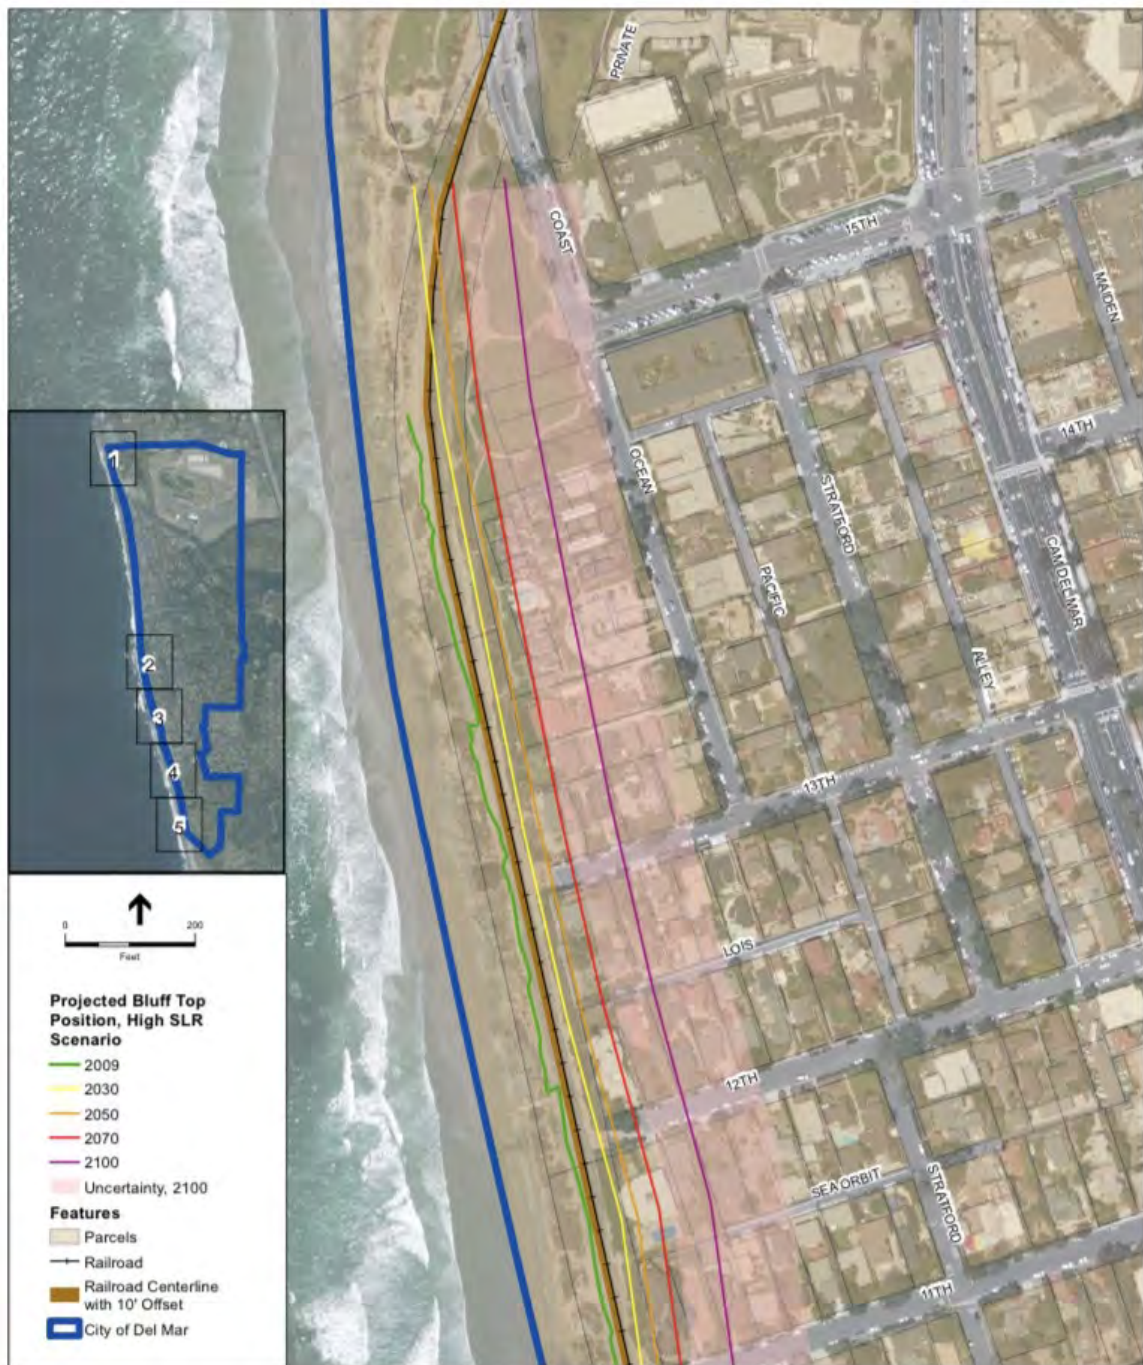 PRIVATE
COAST
15TH
MAIDEN
14TH
OCEAN
STRATFORD
PACIFIC
CAM DEL MAR
ALLEY
13TH
LOIS
12TH
SEA ORBIT
STRATFORD
11TH
1
2
3
4
5
0 200
Feet
Projected Bluff Top
Position, High SLR
Scenario
2009
2030
2050
2070
2100
Uncertainty, 2100
Features
Parcels
Railroad
Railroad Centerline
with 10' Offset
City of Del Mar